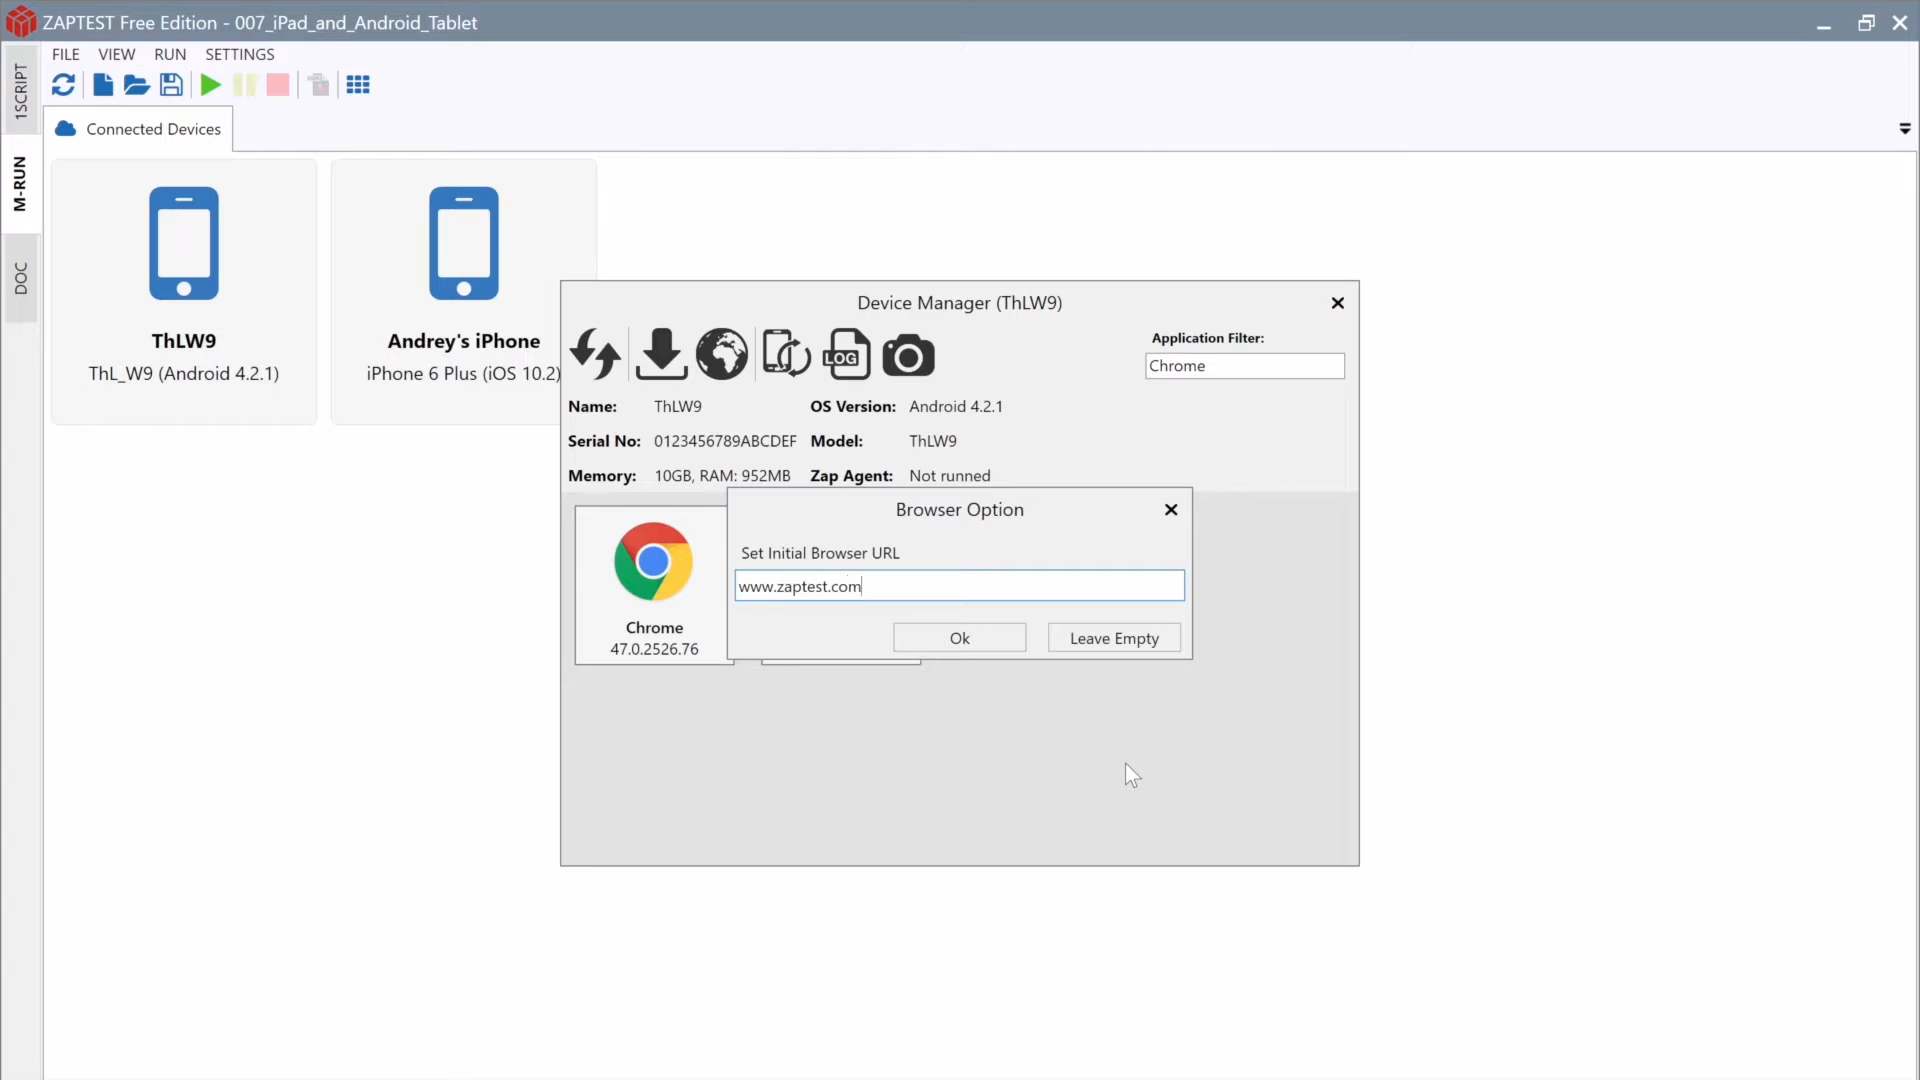 ZAPTEST Free Edition - 007_iPad_and_Android_Tablet
FILE VIEW RUN SETTINGS
1SCRIPT
M-RUN
DOC
Connected Devices
ThLW9
ThL_W9 (Android 4.2.1)
Andrey's iPhone
iPhone 6 Plus (iOS 10.2)
Device Manager (ThLW9)
LOG
Application Filter:
Chrome
Name: ThLW9 OS Version: Android 4.2.1
Serial No: 0123456789ABCDEF Model: ThLW9
Memory: 10GB, RAM: 952MB Zap Agent: Not runned
Chrome
47.0.2526.76
Browser Option
Set Initial Browser URL
www.zaptest.com
Ok Leave Empty